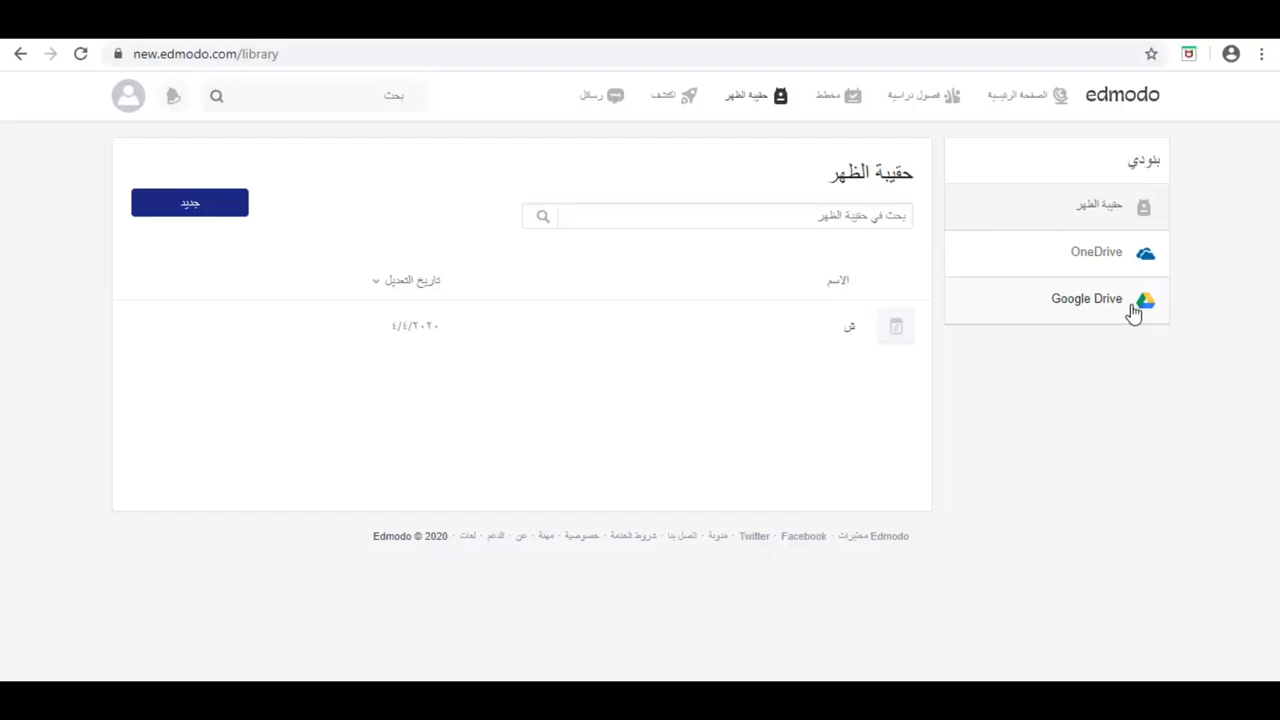 new.edmodo.com/library
edmodo الصفحة الرئيسية فصول دراسية مخطط حقيبة الظهر اكتشف رسائل بحث
بنودي
حقيبة الظهر
OneDrive
Google Drive
حقيبة الظهر
جديد
بحث في حقيبة الظهر
الاسم تاريخ التعديل
ش ٤/٤/٢٠٢٠
Edmodo مختبرات · Facebook · Twitter · مدونة · اتصل بنا · شروط الخدمة · خصوصية · مهنة · عن · الدعم · لغات · Edmodo © 2020